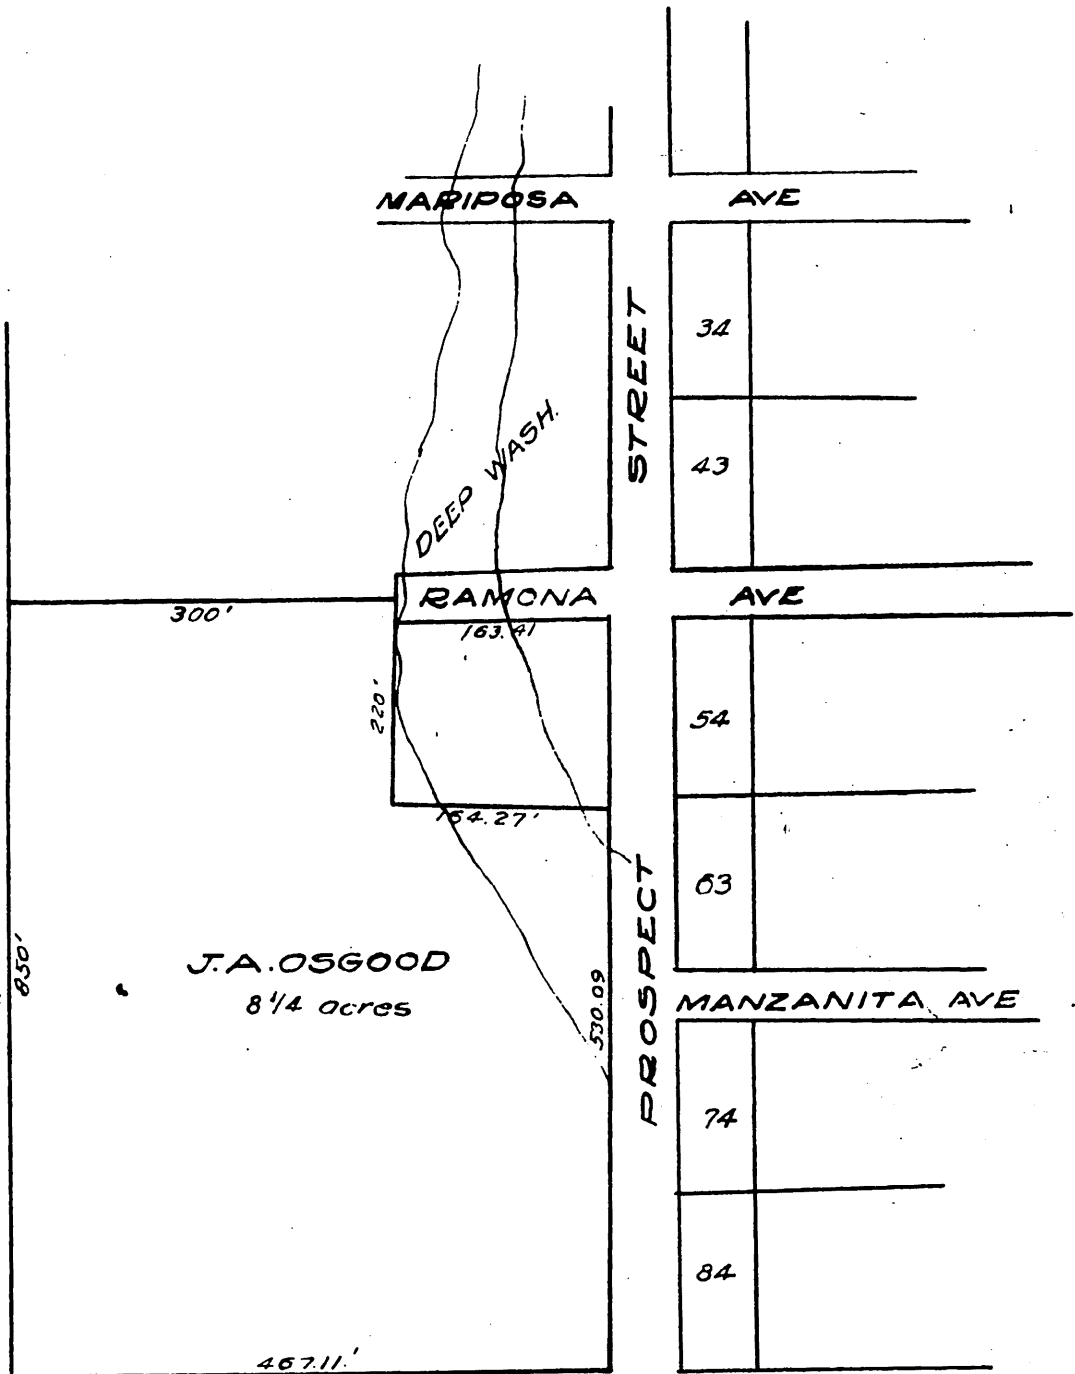 MARIPOSA AVE
STREET
34
43
DEEP WASH.
RAMONA AVE
300'
163.41
220'
54
164.27'
63
PROSPECT
850'
J.A. OSGOOD
8 1/4 acres
530.09
MANZANITA AVE
74
84
467.11'